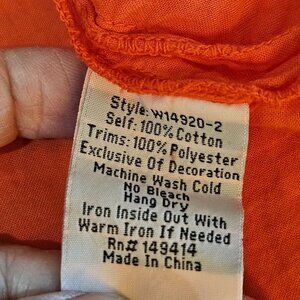 Style: W14920-2
Self: 100% Cotton
Trims: 100% Polyester
Exclusive Of Decoration
Machine Wash Cold
No Bleach
Hang Dry
Iron Inside Out With
Warm Iron If Needed
Rn# 149414
Made In China